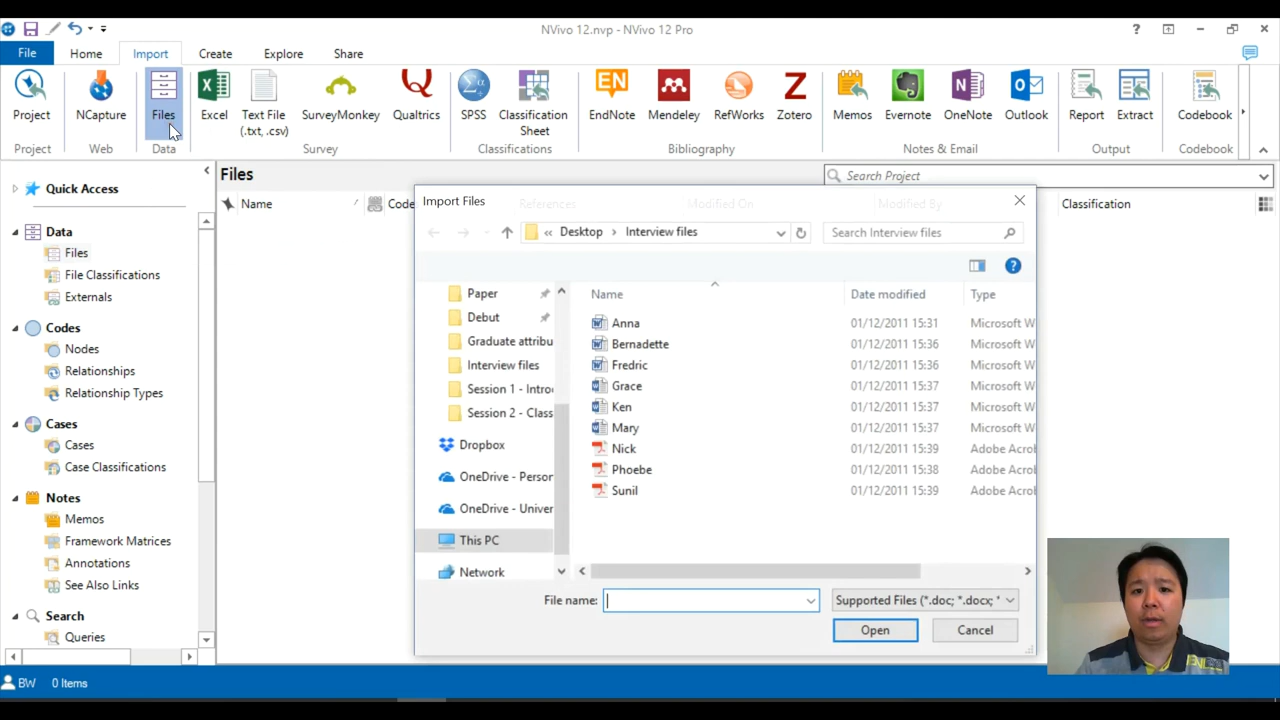 NVivo 12.nvp - NVivo 12 Pro
File Home Import Create Explore Share
Project NCapture Files Excel Text File (.txt, .csv) SurveyMonkey Qualtrics SPSS Classification Sheet EndNote Mendeley RefWorks Zotero Memos Evernote OneNote Outlook Report Extract Codebook
Project Web Data Survey Classifications Bibliography Notes & Email Output Codebook
Quick Access
Data
Files
File Classifications
Externals
Codes
Nodes
Relationships
Relationship Types
Cases
Cases
Case Classifications
Notes
Memos
Framework Matrices
Annotations
See Also Links
Search
Queries
Files
Search Project
Name Code References Modified On Modified By Classification
Import Files
« Desktop › Interview files
Search Interview files
Paper
Debut
Graduate attribu
Interview files
Session 1 - Intro
Session 2 - Class
Dropbox
OneDrive - Person
OneDrive - Univer
This PC
Network
Name Date modified Type
Anna 01/12/2011 15:31 Microsoft W
Bernadette 01/12/2011 15:36 Microsoft W
Fredric 01/12/2011 15:36 Microsoft W
Grace 01/12/2011 15:37 Microsoft W
Ken 01/12/2011 15:37 Microsoft W
Mary 01/12/2011 15:37 Microsoft W
Nick 01/12/2011 15:39 Adobe Acro
Phoebe 01/12/2011 15:38 Adobe Acro
Sunil 01/12/2011 15:39 Adobe Acro
File name:
Supported Files (*.doc; *.docx; *
Open Cancel
BW 0 Items